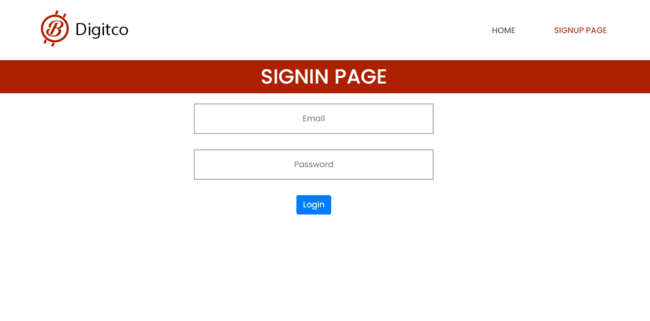 Digitco
HOME
SIGNUP PAGE
SIGNIN PAGE
Email
Password
Login